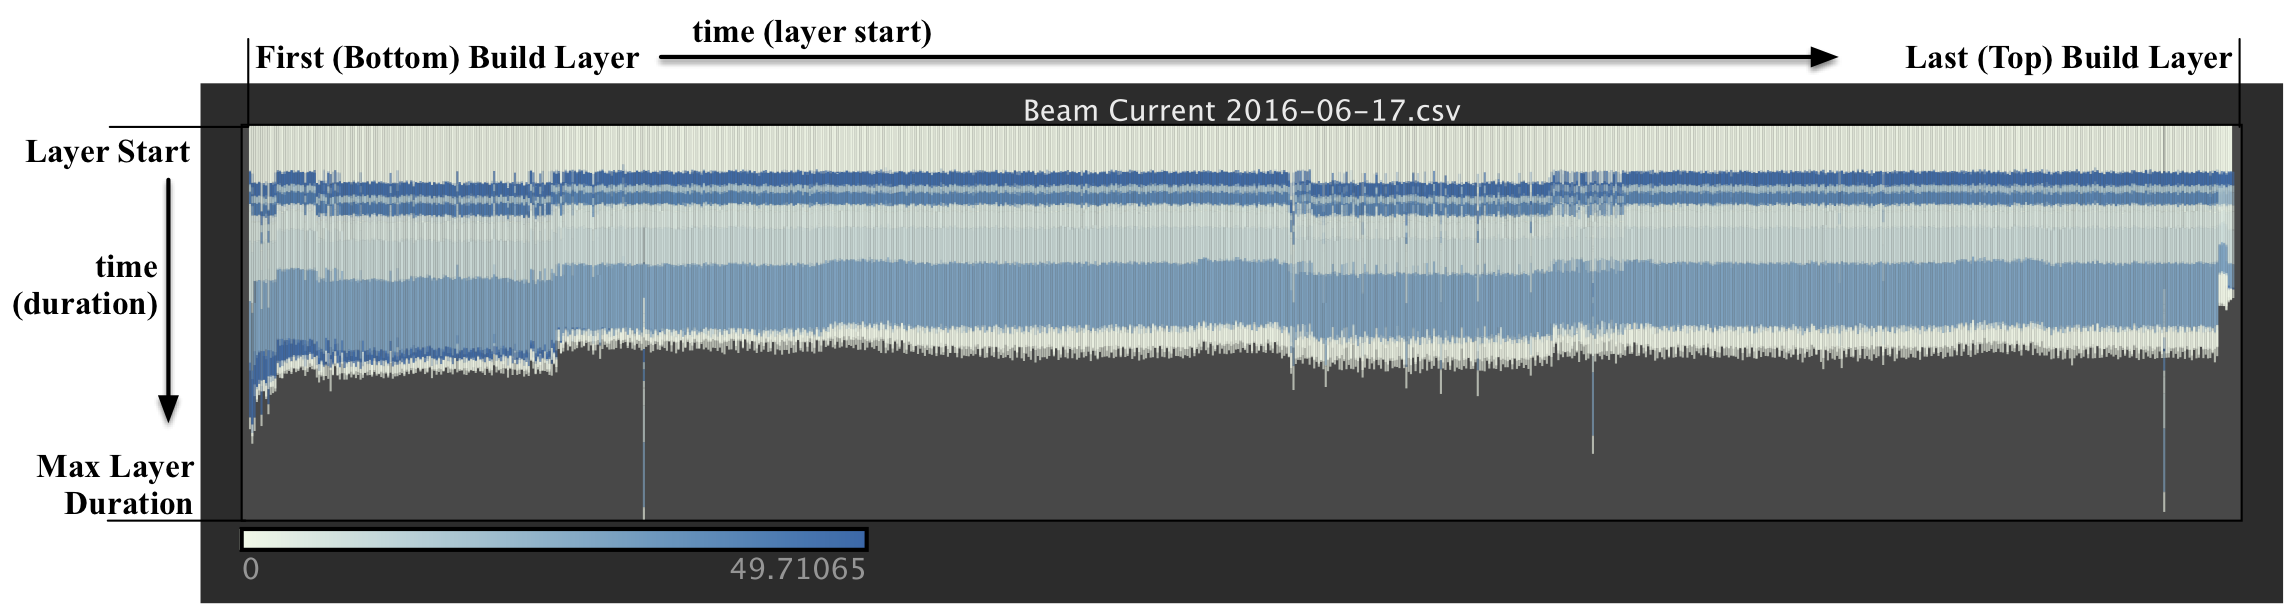 time (layer start)
First (Bottom) Build Layer
Last (Top) Build Layer
Beam Current 2016-06-17.csv
Layer Start
time
(duration)
Max Layer
Duration
0
49.71065